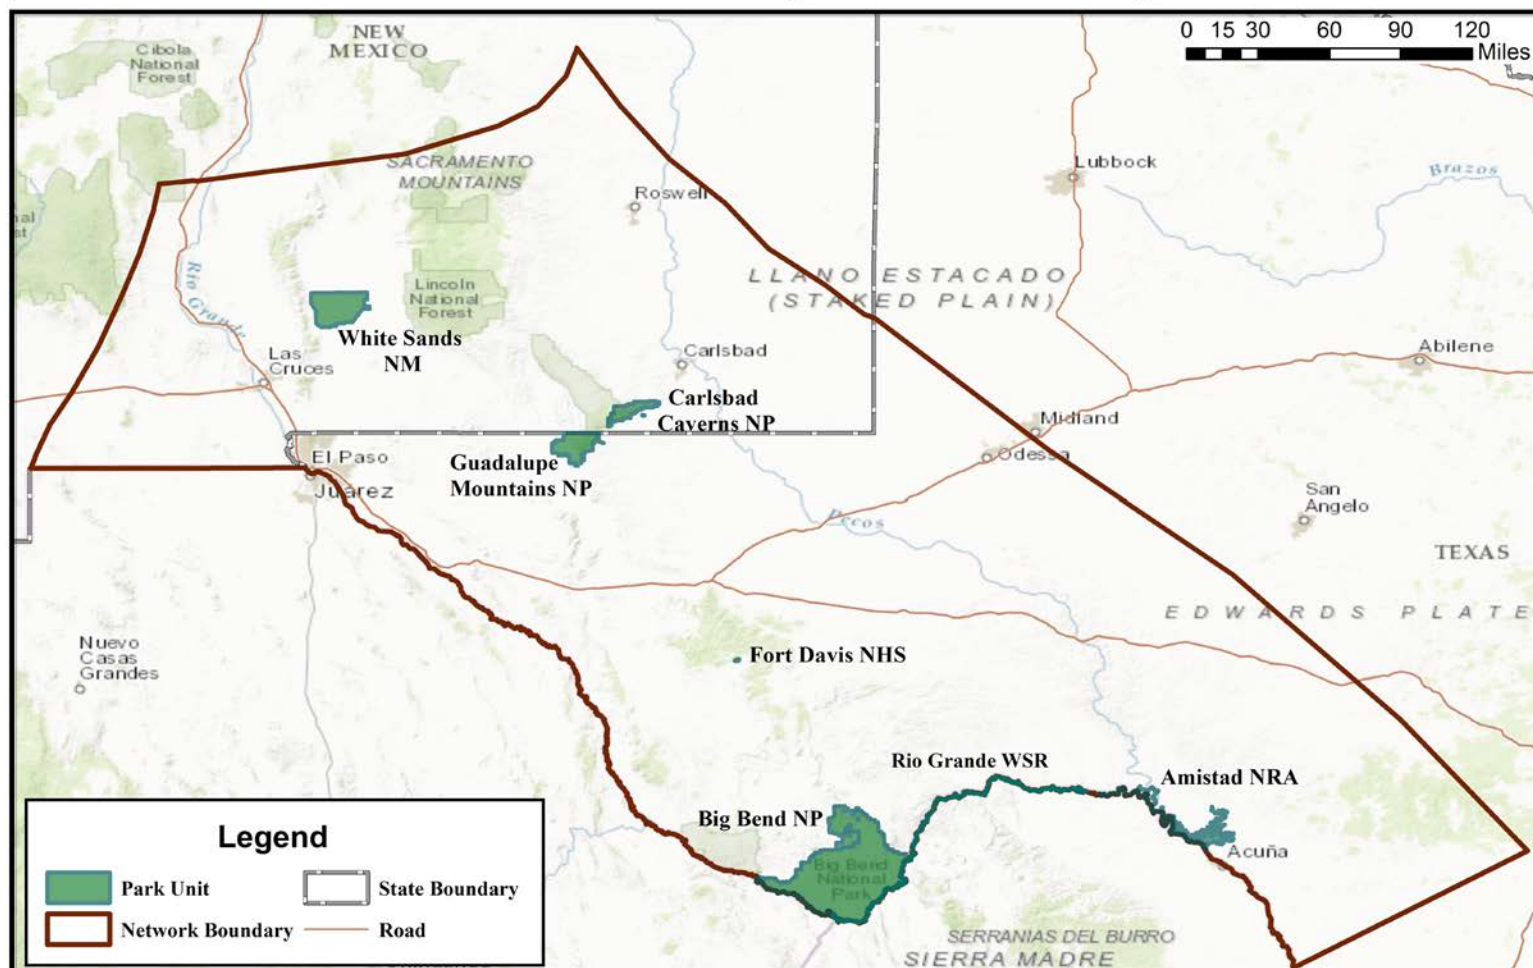 NEW
MEXICO
Cibola
National
Forest
0 15 30 60 90 120
Miles
SACRAMENTO
MOUNTAINS
Lubbock
Brazos
nal
st
Roswell
Rio Grande
LLANO ESTACADO
(STAKED PLAIN)
Lincoln
National
Forest
White Sands
NM
Las
Cruces
Carlsbad
Abilene
Carlsbad
Caverns NP
Midland
Odessa
El Paso
Juárez
Guadalupe
Mountains NP
San
Angelo
Pecos
TEXAS
EDWARDS PLATE
Nuevo
Casas
Grandes
Fort Davis NHS
Rio Grande WSR
Amistad NRA
Big Bend NP
Acuña
Big Bend
National
Park
SERRANIAS DEL BURRO
SIERRA MADRE
Legend
Park Unit
State Boundary
Network Boundary
Road